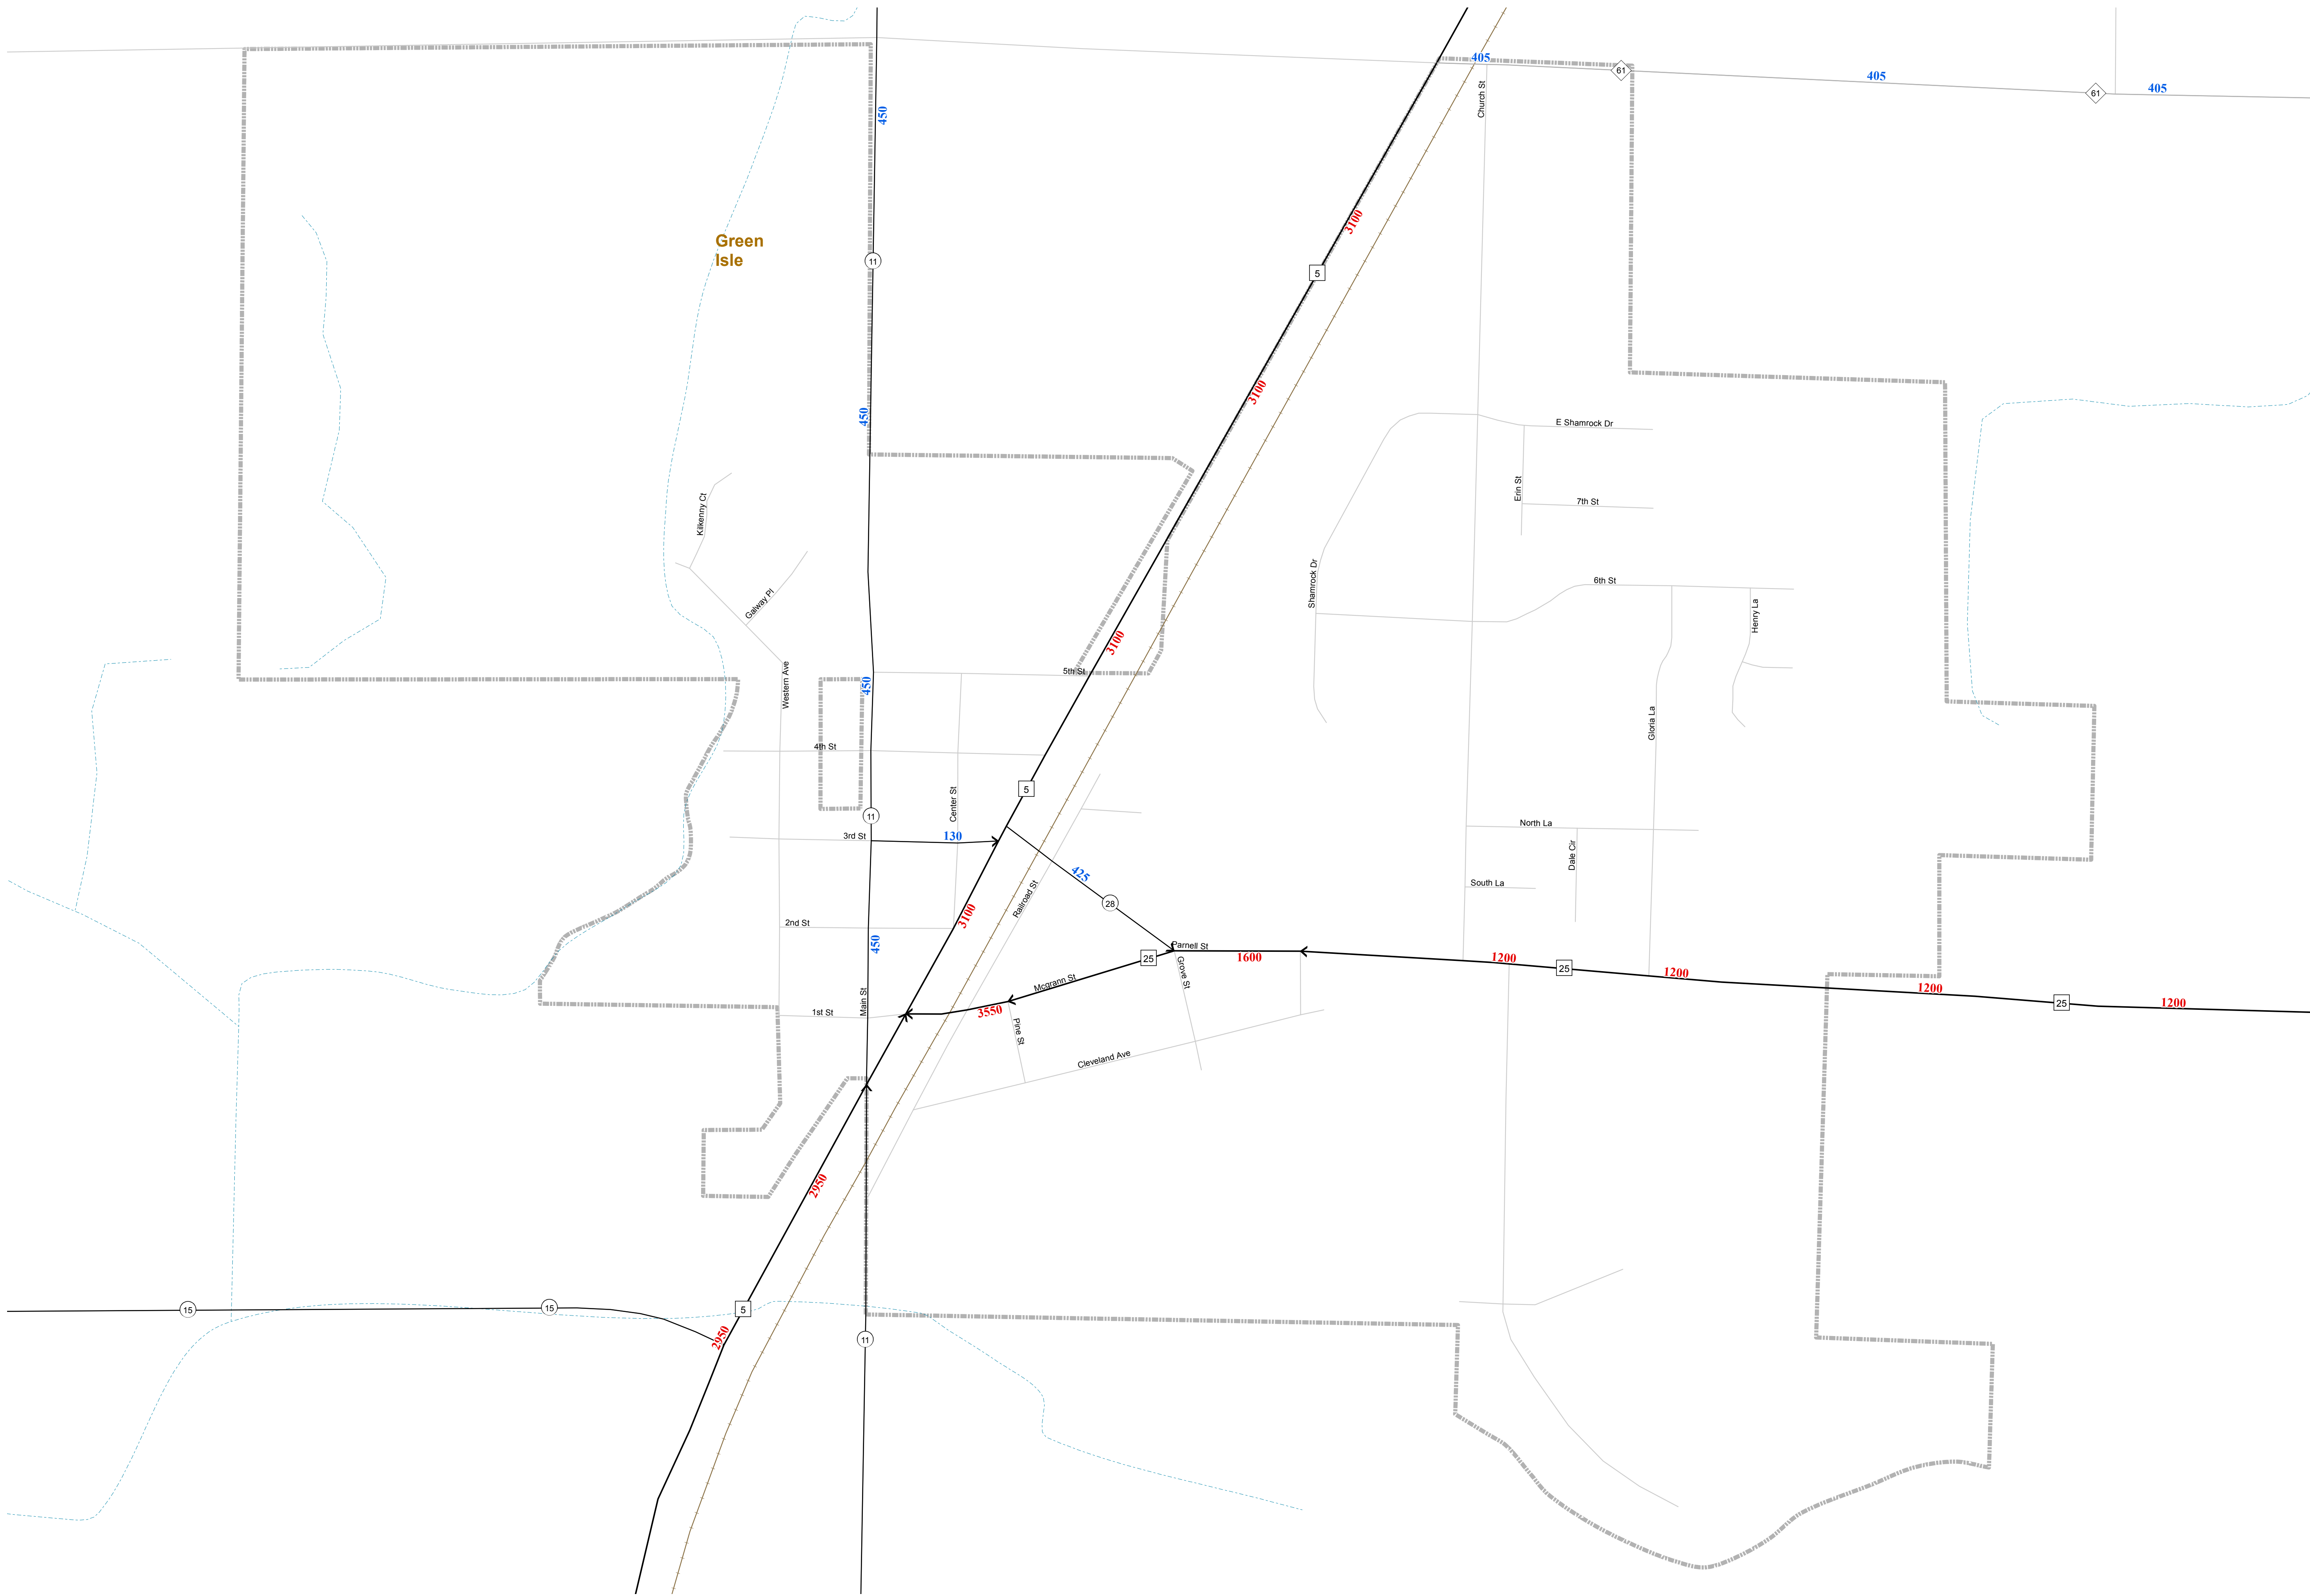 405
61
405
61
405
Church St
450
3100
Green
Isle
11
5
3100
450
E Shamrock Dr
Erin St
7th St
Kilkenny Ct
Galway Pl
Shamrock Dr
6th St
Henry La
3100
5th St
450
Western Ave
Gloria La
4th St
Center St
5
11
3rd St
130
North La
Dale Cir
425
South La
Railroad St
28
3100
2nd St
450
Parnell St
1600
25
Grove St
1200
25
1200
1200
25
1200
Mcgrann St
Main St
1st St
3550
Pine St
Cleveland Ave
2950
15
15
5
2950
11